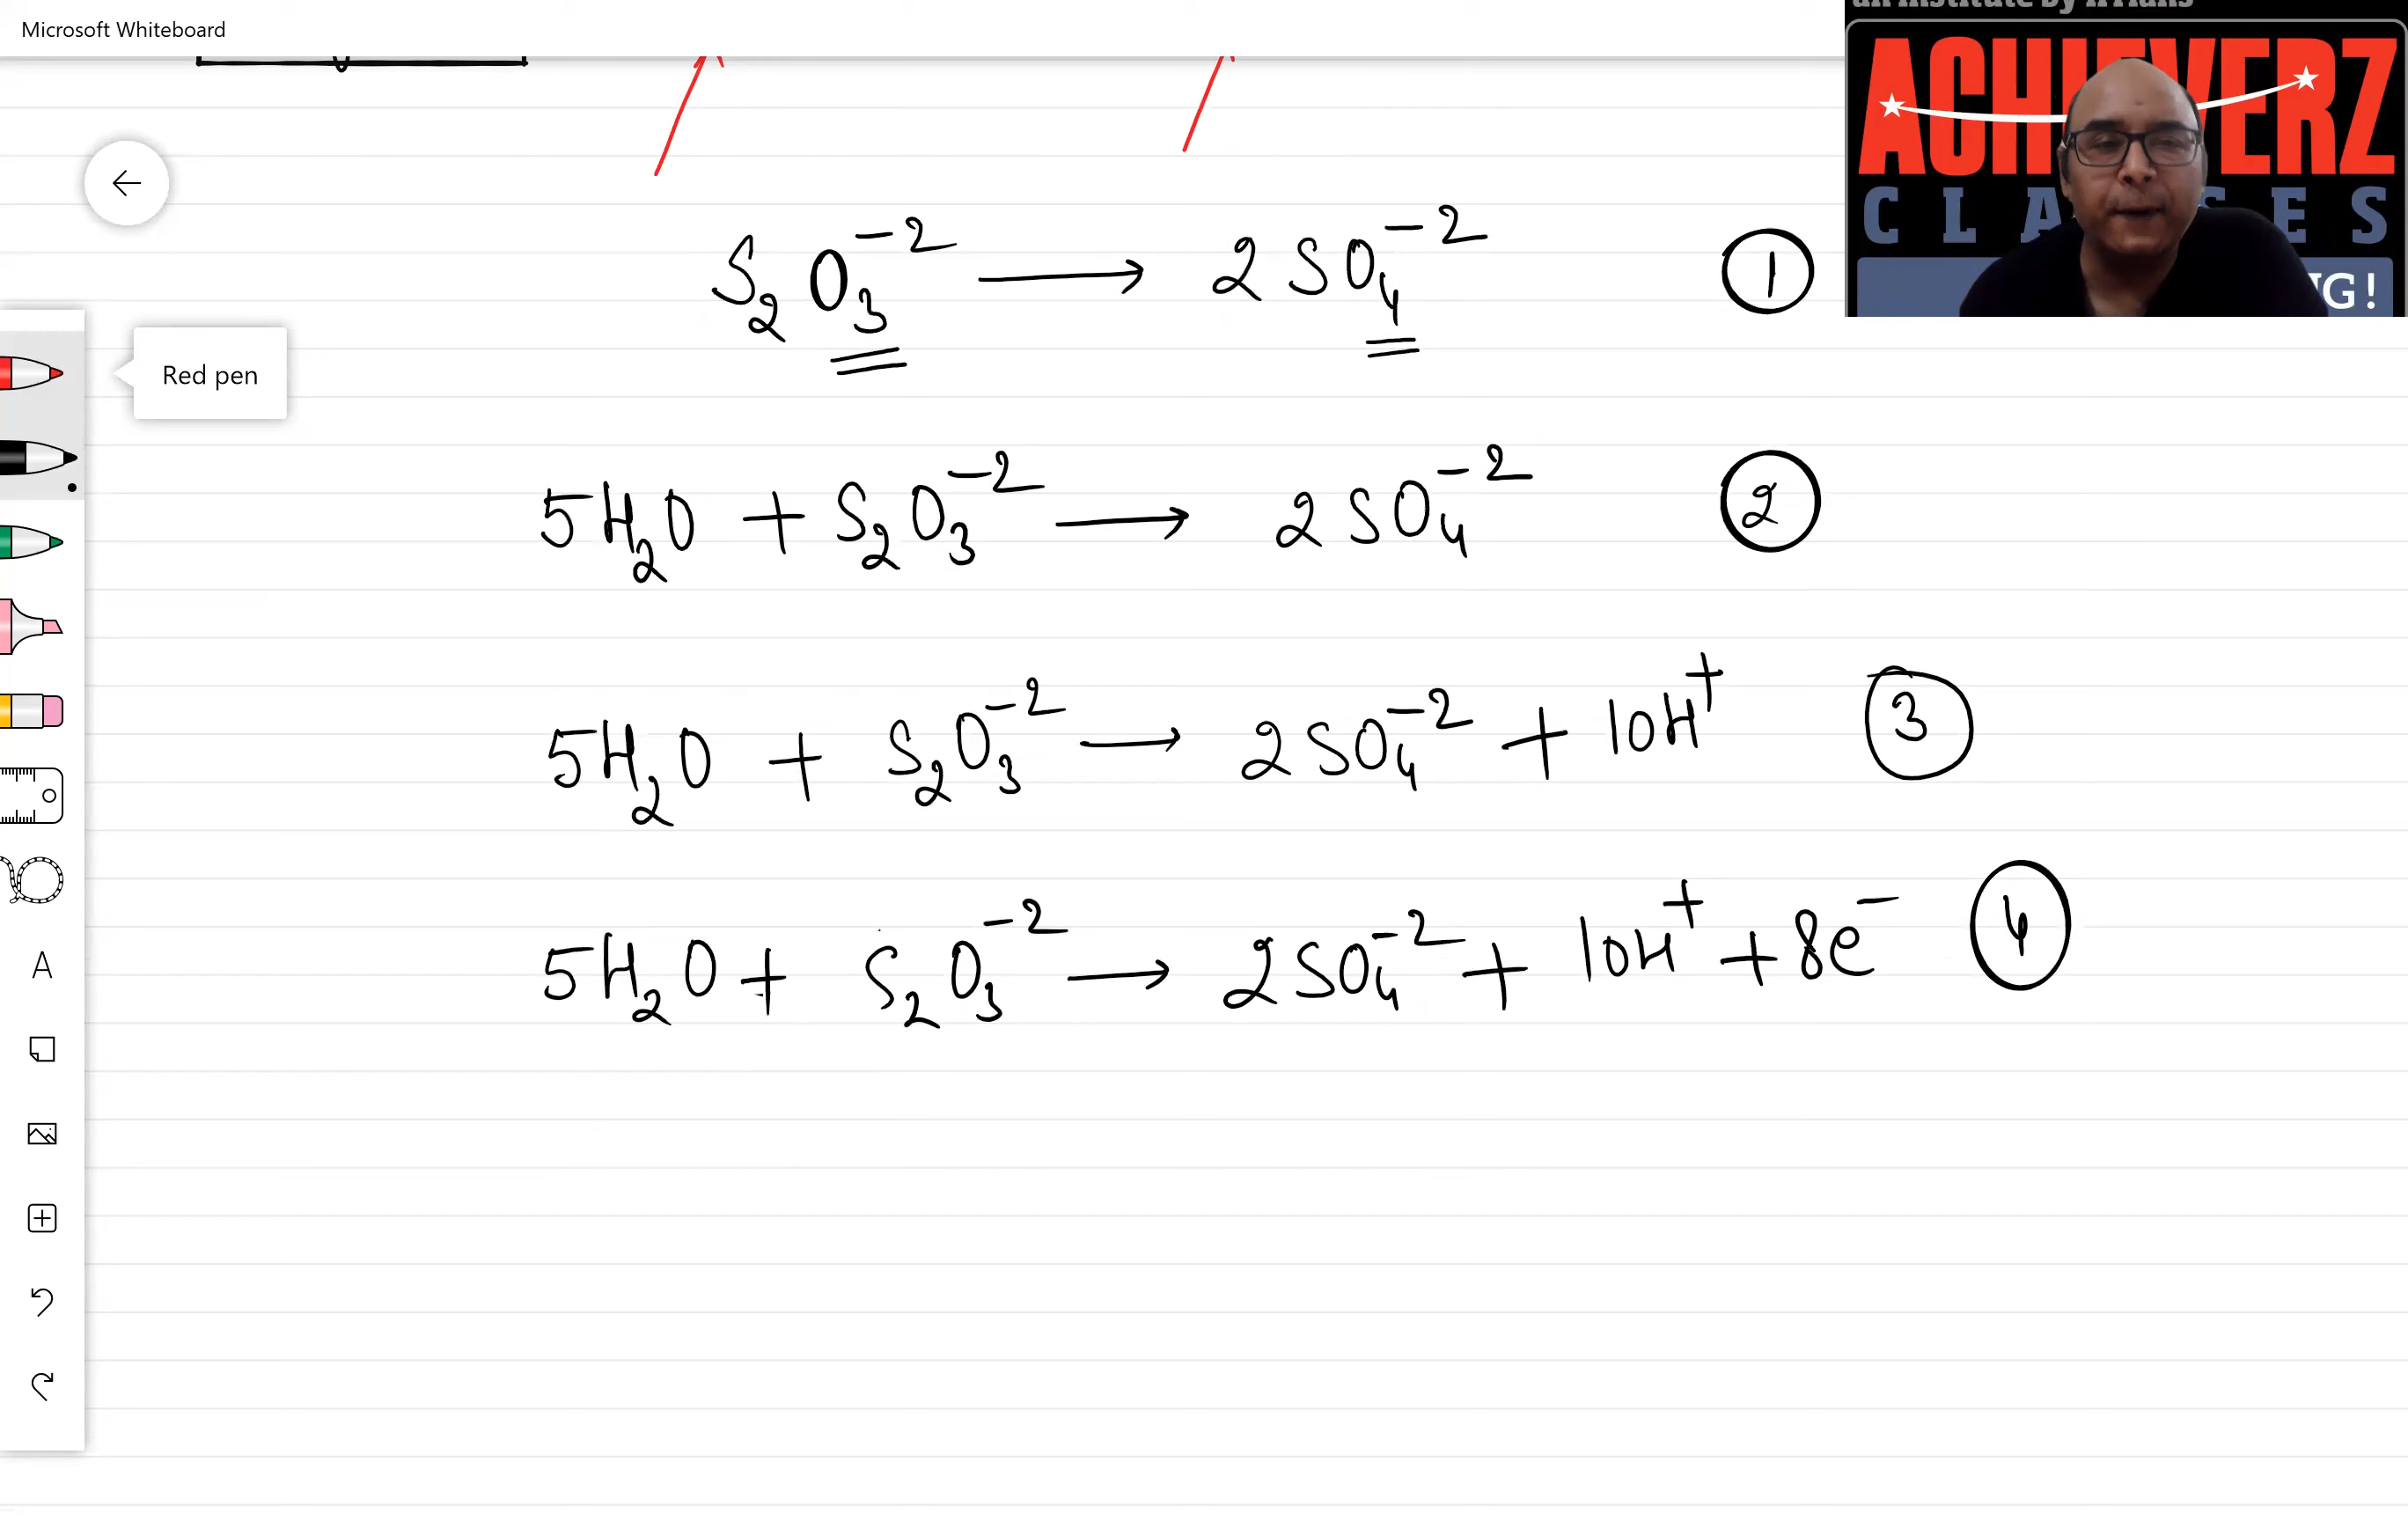 Microsoft Whiteboard
ACHIEVERZ
G!
S₂O₃⁻² ⟶ 2SO₄⁻² ①
Red pen
5H₂O + S₂O₃⁻² ⟶ 2SO₄⁻² ②
5H₂O + S₂O₃⁻² ⟶ 2SO₄⁻² + 10H⁺ ③
5H₂O + S₂O₃⁻² ⟶ 2SO₄⁻² + 10H⁺ + 8e⁻ ④
A